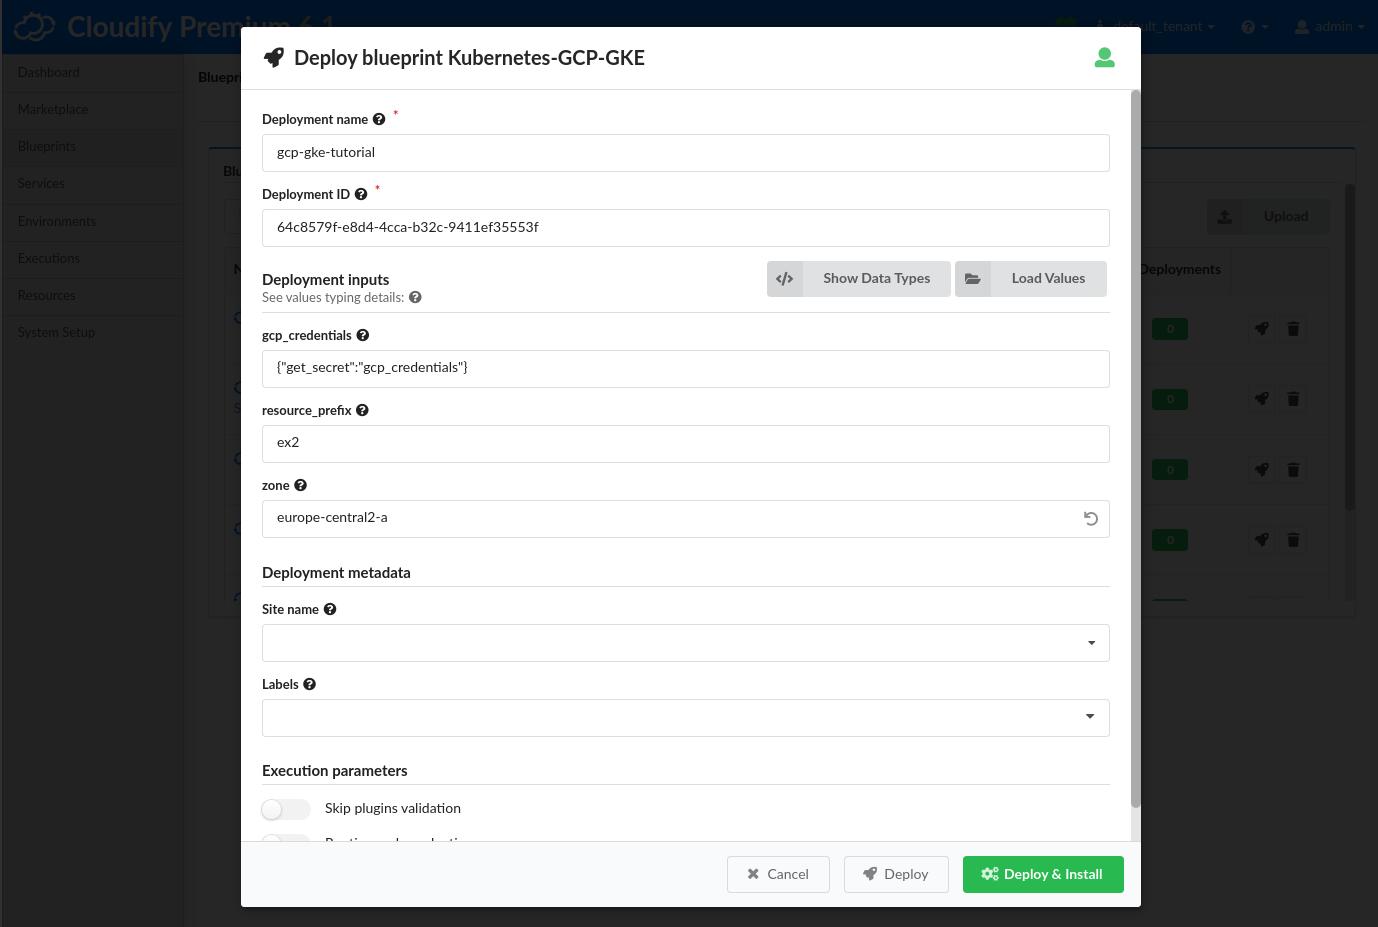 Cloudify Premium 6.1
default_tenant
admin
Dashboard
Marketplace
Blueprints
Services
Environments
Executions
Resources
System Setup
Upload
Deployments
0
0
0
0
Deploy blueprint Kubernetes-GCP-GKE
Deployment name *
gcp-gke-tutorial
Deployment ID *
64c8579f-e8d4-4cca-b32c-9411ef35553f
Deployment inputs
See values typing details:
Show Data Types
Load Values
gcp_credentials
{"get_secret":"gcp_credentials"}
resource_prefix
ex2
zone
europe-central2-a
Deployment metadata
Site name
Labels
Execution parameters
Skip plugins validation
Cancel
Deploy
Deploy & Install